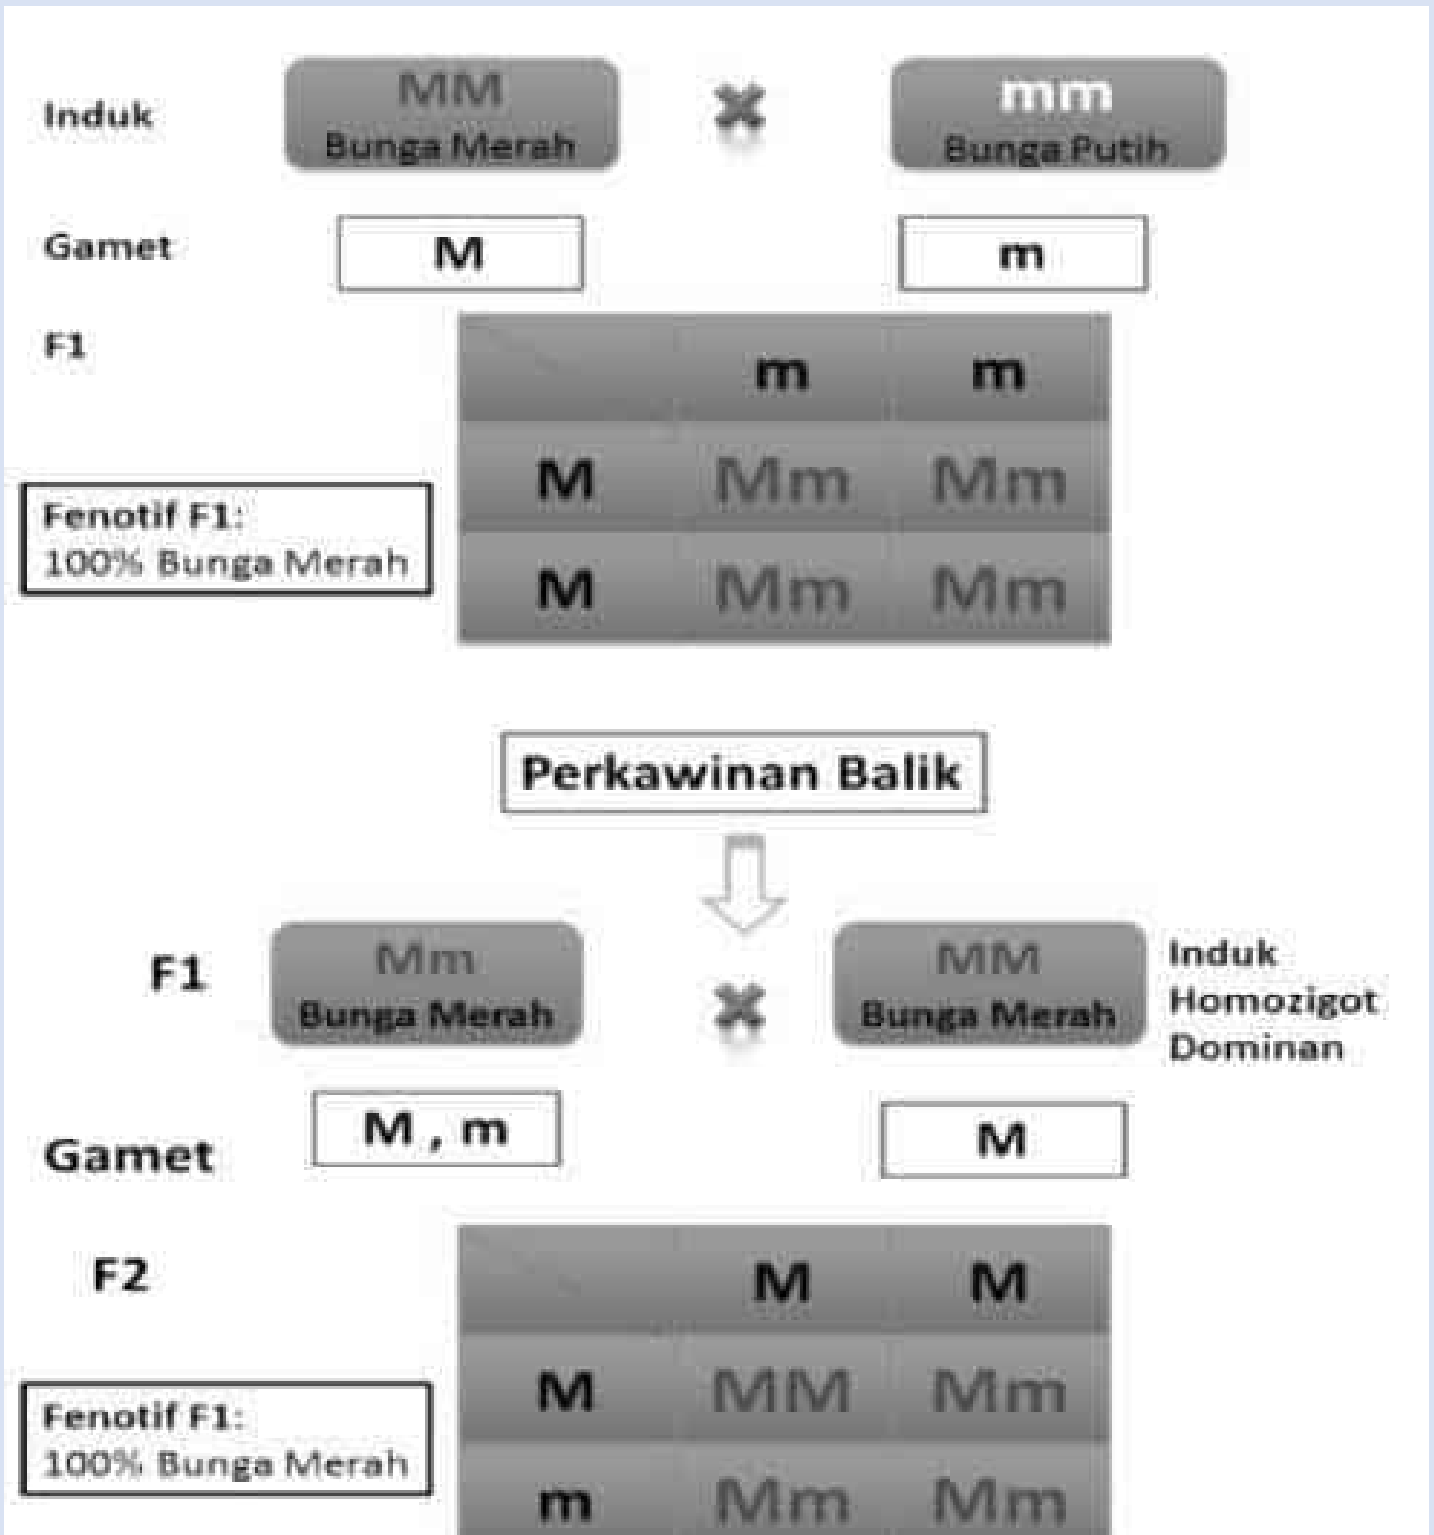 Induk
MM
Bunga Merah
mm
Bunga Putih
Gamet
M
m
F1
m m
M Mm Mm
Fenotif F1:
100% Bunga Merah
M Mm Mm
Perkawinan Balik
F1
Mm
Bunga Merah
MM
Bunga Merah
Induk
Homozigot
Dominan
Gamet
M , m
M
F2
M M
M MM Mm
Fenotif F1:
100% Bunga Merah
m Mm Mm